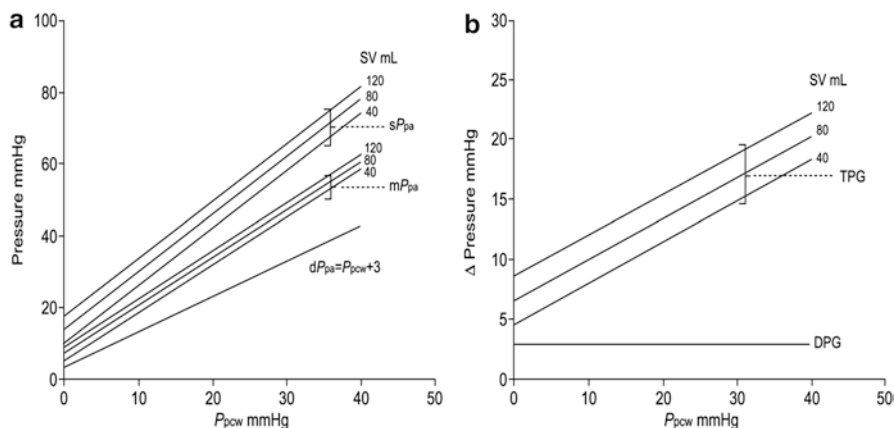 a
Pressure mmHg
100
80
60
40
20
0
SV mL
120
80
40
sPpa
120
80
40
mPpa
dPpa=Ppcw+3
0 10 20 30 40 50
Ppcw mmHg
b
Δ Pressure mmHg
30
25
20
15
10
5
0
SV mL
120
80
40
TPG
DPG
0 10 20 30 40 50
Ppcw mmHg